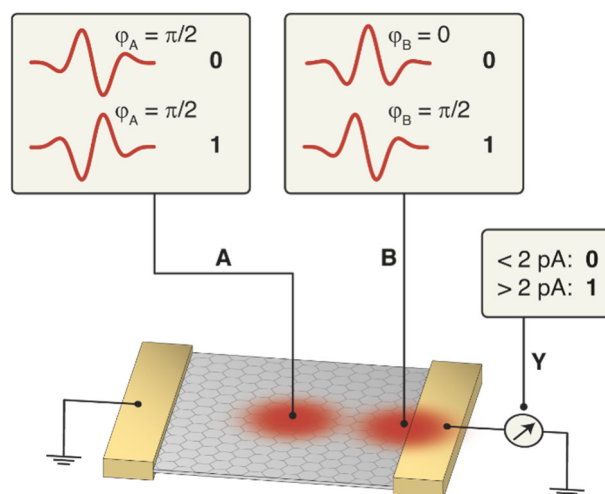 φA = π/2
0
φA = π/2
1
φB = 0
0
φB = π/2
1
A
B
< 2 pA: 0
> 2 pA: 1
Y